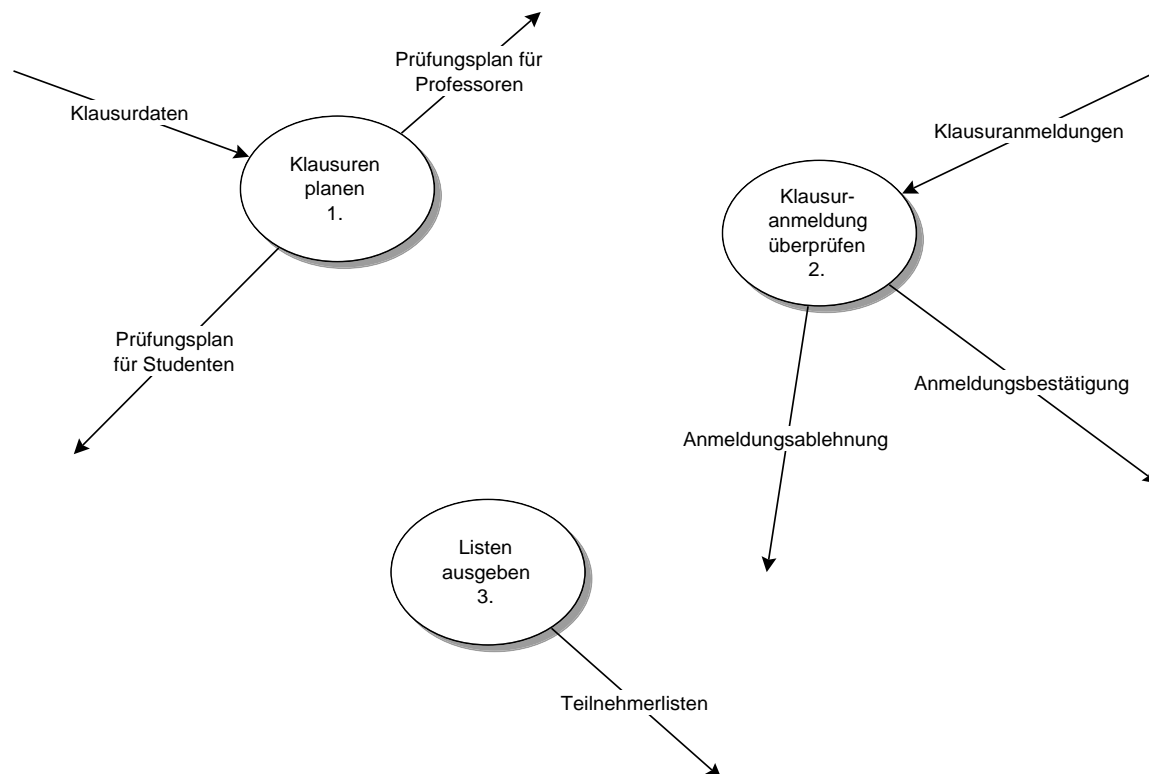 Prüfungsplan für
Professoren
Klausurdaten
Klausuranmeldungen
Klausuren
planen
1.
Klausur-
anmeldung
überprüfen
2.
Prüfungsplan
für Studenten
Anmeldungsbestätigung
Anmeldungsablehnung
Listen
ausgeben
3.
Teilnehmerlisten